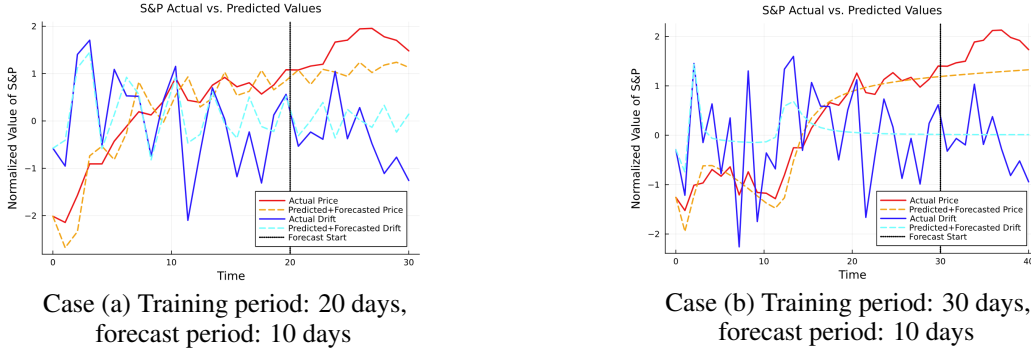 S&P Actual vs. Predicted Values
Normalized Value of S&P
2
1
0
−1
−2
0
10
20
30
Time
Actual Price
Predicted+Forecasted Price
Actual Drift
Predicted+Forecasted Drift
Forecast Start
Case (a) Training period: 20 days,
forecast period: 10 days
S&P Actual vs. Predicted Values
Normalized Value of S&P
2
1
0
−1
−2
0
10
20
30
40
Time
Actual Price
Predicted+Forecasted Price
Actual Drift
Predicted+Forecasted Drift
Forecast Start
Case (b) Training period: 30 days,
forecast period: 10 days